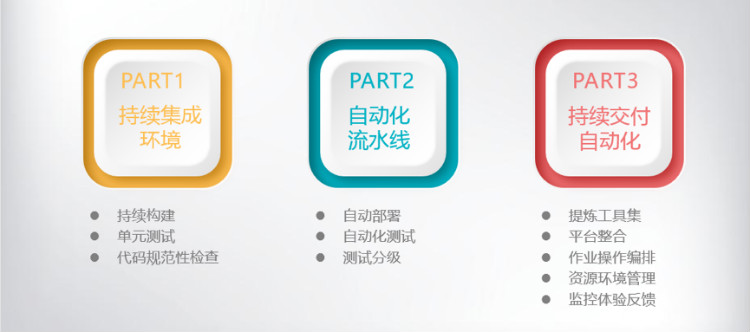 PART1
持续集成
环境
持续构建
单元测试
代码规范性检查
PART2
自动化
流水线
自动部署
自动化测试
测试分级
PART3
持续交付
自动化
提炼工具集
平台整合
作业操作编排
资源环境管理
监控体验反馈